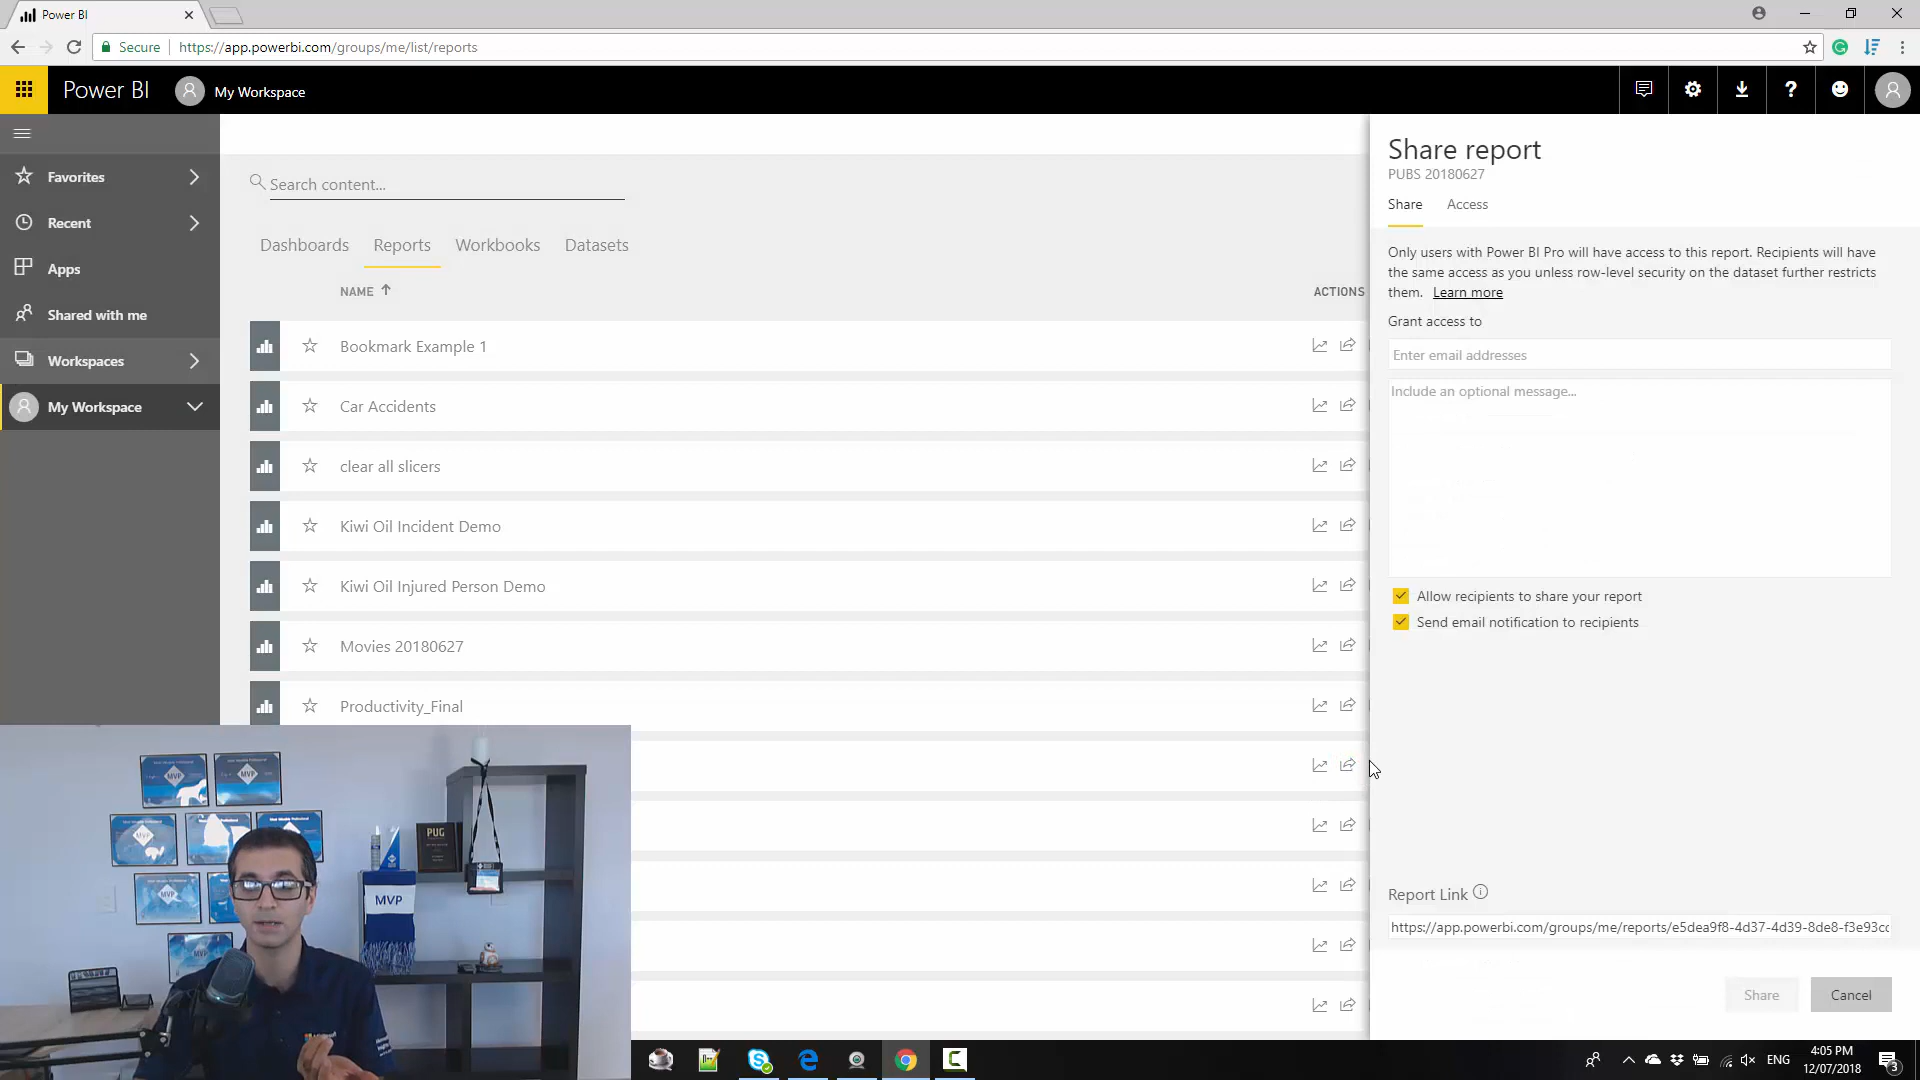 Power BI
Secure
https://app.powerbi.com/groups/me/list/reports
Power BI
My Workspace
?
Favorites
Recent
Apps
Shared with me
Workspaces
My Workspace
Search content...
Dashboards Reports Workbooks Datasets
NAME ACTIONS
Bookmark Example 1
Car Accidents
clear all slicers
Kiwi Oil Incident Demo
Kiwi Oil Injured Person Demo
Movies 20180627
Productivity_Final
Share report
PUBS 20180627
Share Access
Only users with Power BI Pro will have access to this report. Recipients will have
the same access as you unless row-level security on the dataset further restricts
them. Learn more
Grant access to
Enter email addresses
Include an optional message...
Allow recipients to share your report
Send email notification to recipients
Report Link
https://app.powerbi.com/groups/me/reports/e5dea9f8-4d37-4d39-8de8-f3e93cc
Share Cancel
MVP
MVP
PUG
MVP
ENG
4:05 PM
12/07/2018
3